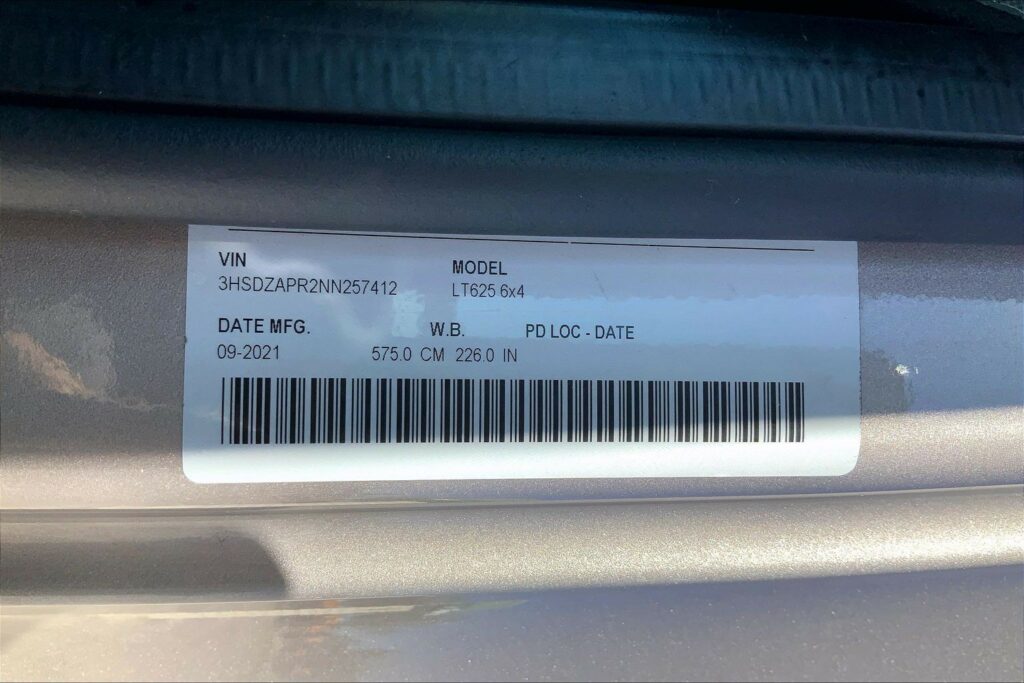 VIN MODEL
3HSDZAPR2NN257412 LT625 6x4
DATE MFG. W.B. PD LOC - DATE
09-2021 575.0 CM 226.0 IN